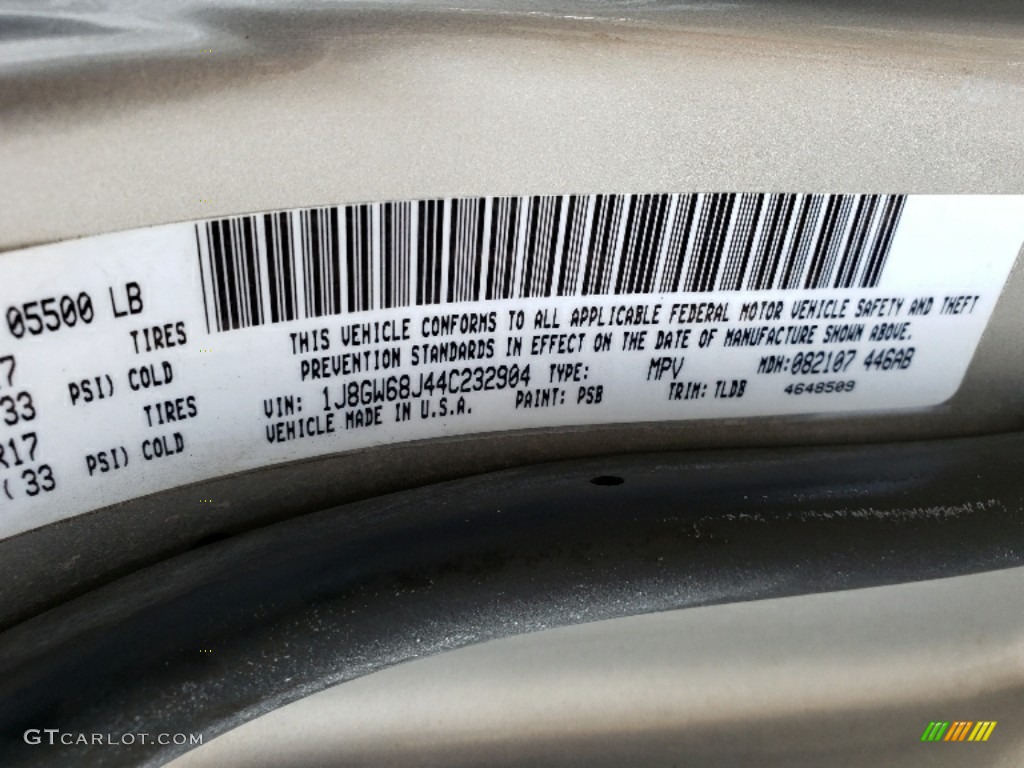 05500 LB
TIRES
PSI) COLD
33
TIRES
R17
PSI) COLD
(33
THIS VEHICLE CONFORMS TO ALL APPLICABLE FEDERAL MOTOR VEHICLE SAFETY AND THEFT
PREVENTION STANDARDS IN EFFECT ON THE DATE OF MANUFACTURE SHOWN ABOVE.
VIN: 1J8GW68J44C232904 TYPE: MPV MDH:082107 446AB
VEHICLE MADE IN U.S.A. PAINT: PSB TRIM: TLDB 4648509
GTCARLOT.COM